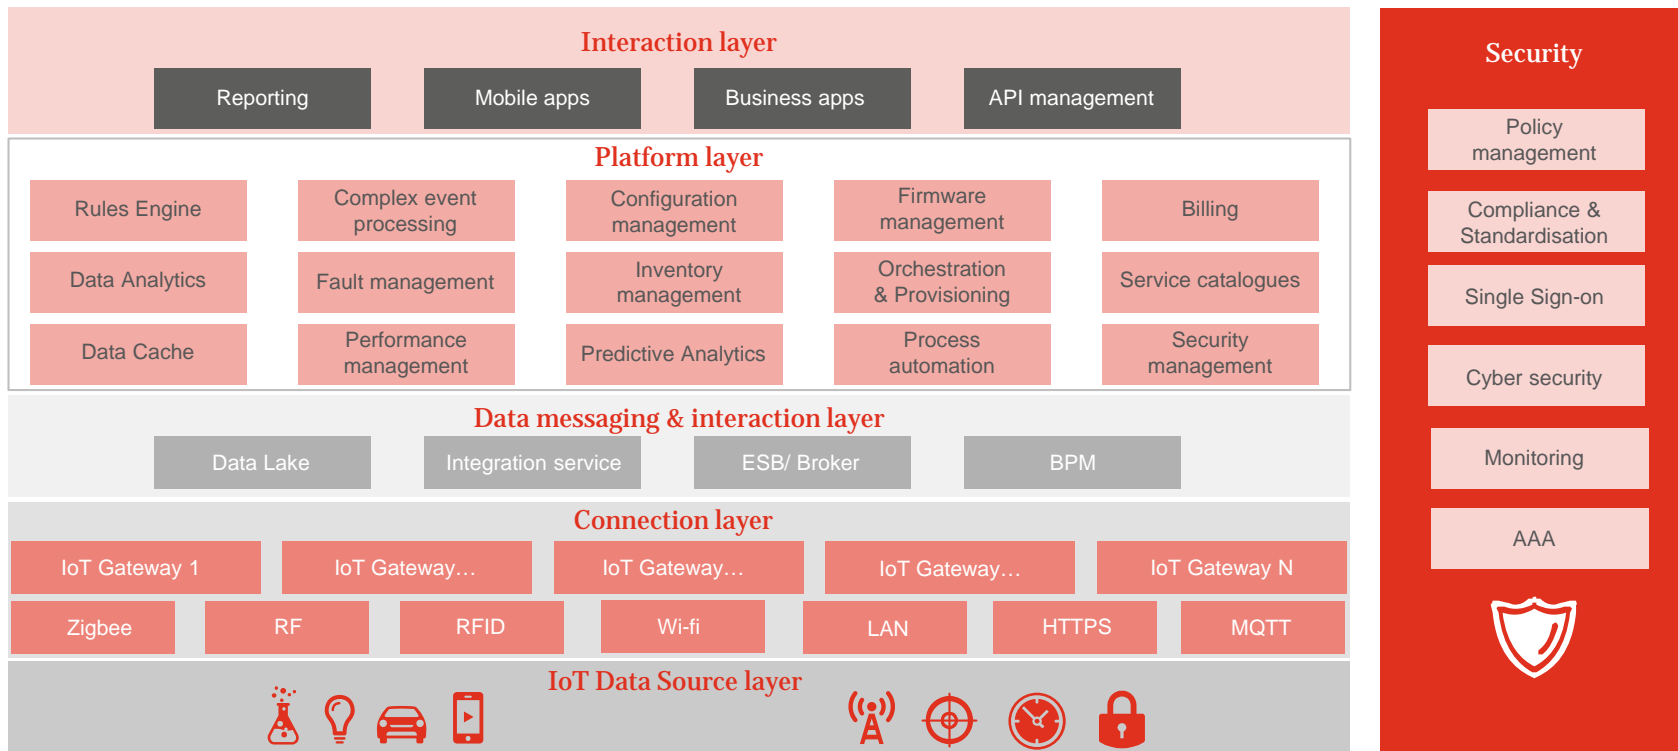 Interaction layer
Reporting
Mobile apps
Business apps
API management
Platform layer
Rules Engine
Complex event
processing
Configuration
management
Firmware
management
Billing
Data Analytics
Fault management
Inventory
management
Orchestration
& Provisioning
Service catalogues
Data Cache
Performance
management
Predictive Analytics
Process
automation
Security
management
Data messaging & interaction layer
Data Lake
Integration service
ESB/ Broker
BPM
Connection layer
IoT Gateway 1
IoT Gateway…
IoT Gateway…
IoT Gateway…
IoT Gateway N
Zigbee
RF
RFID
Wi-fi
LAN
HTTPS
MQTT
IoT Data Source layer
Security
Policy
management
Compliance &
Standardisation
Single Sign-on
Cyber security
Monitoring
AAA